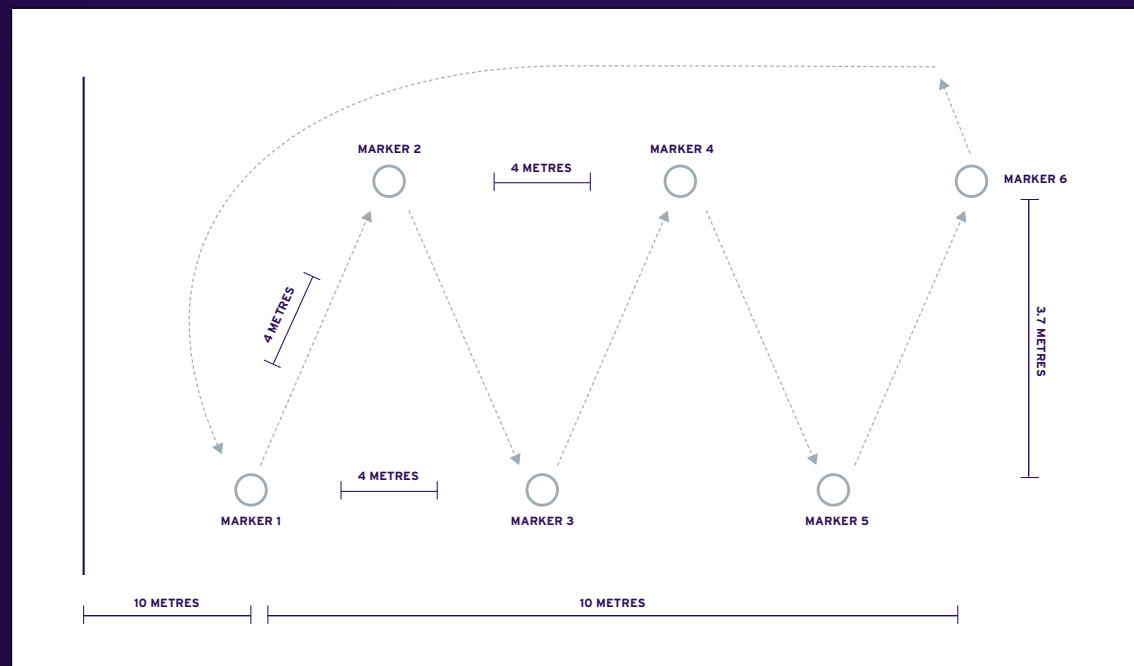 MARKER 2
MARKER 4
4 METRES
MARKER 6
4 METRES
3.7 METRES
4 METRES
MARKER 1
MARKER 3
MARKER 5
10 METRES
10 METRES